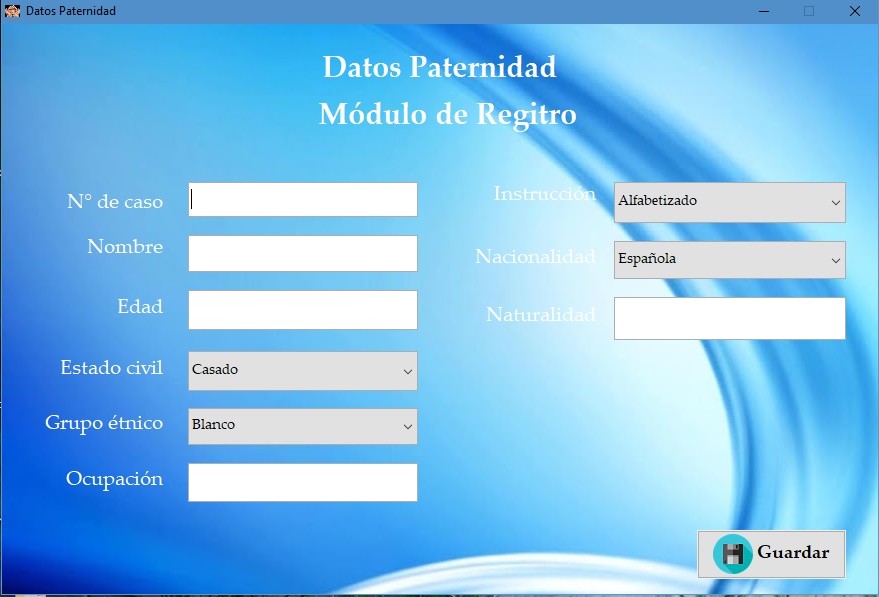 Datos Paternidad
Datos Paternidad
Módulo de Regitro
N° de caso
Nombre
Edad
Estado civil Casado
Grupo étnico Blanco
Ocupación
Instrucción Alfabetizado
Nacionalidad Española
Naturalidad
Guardar